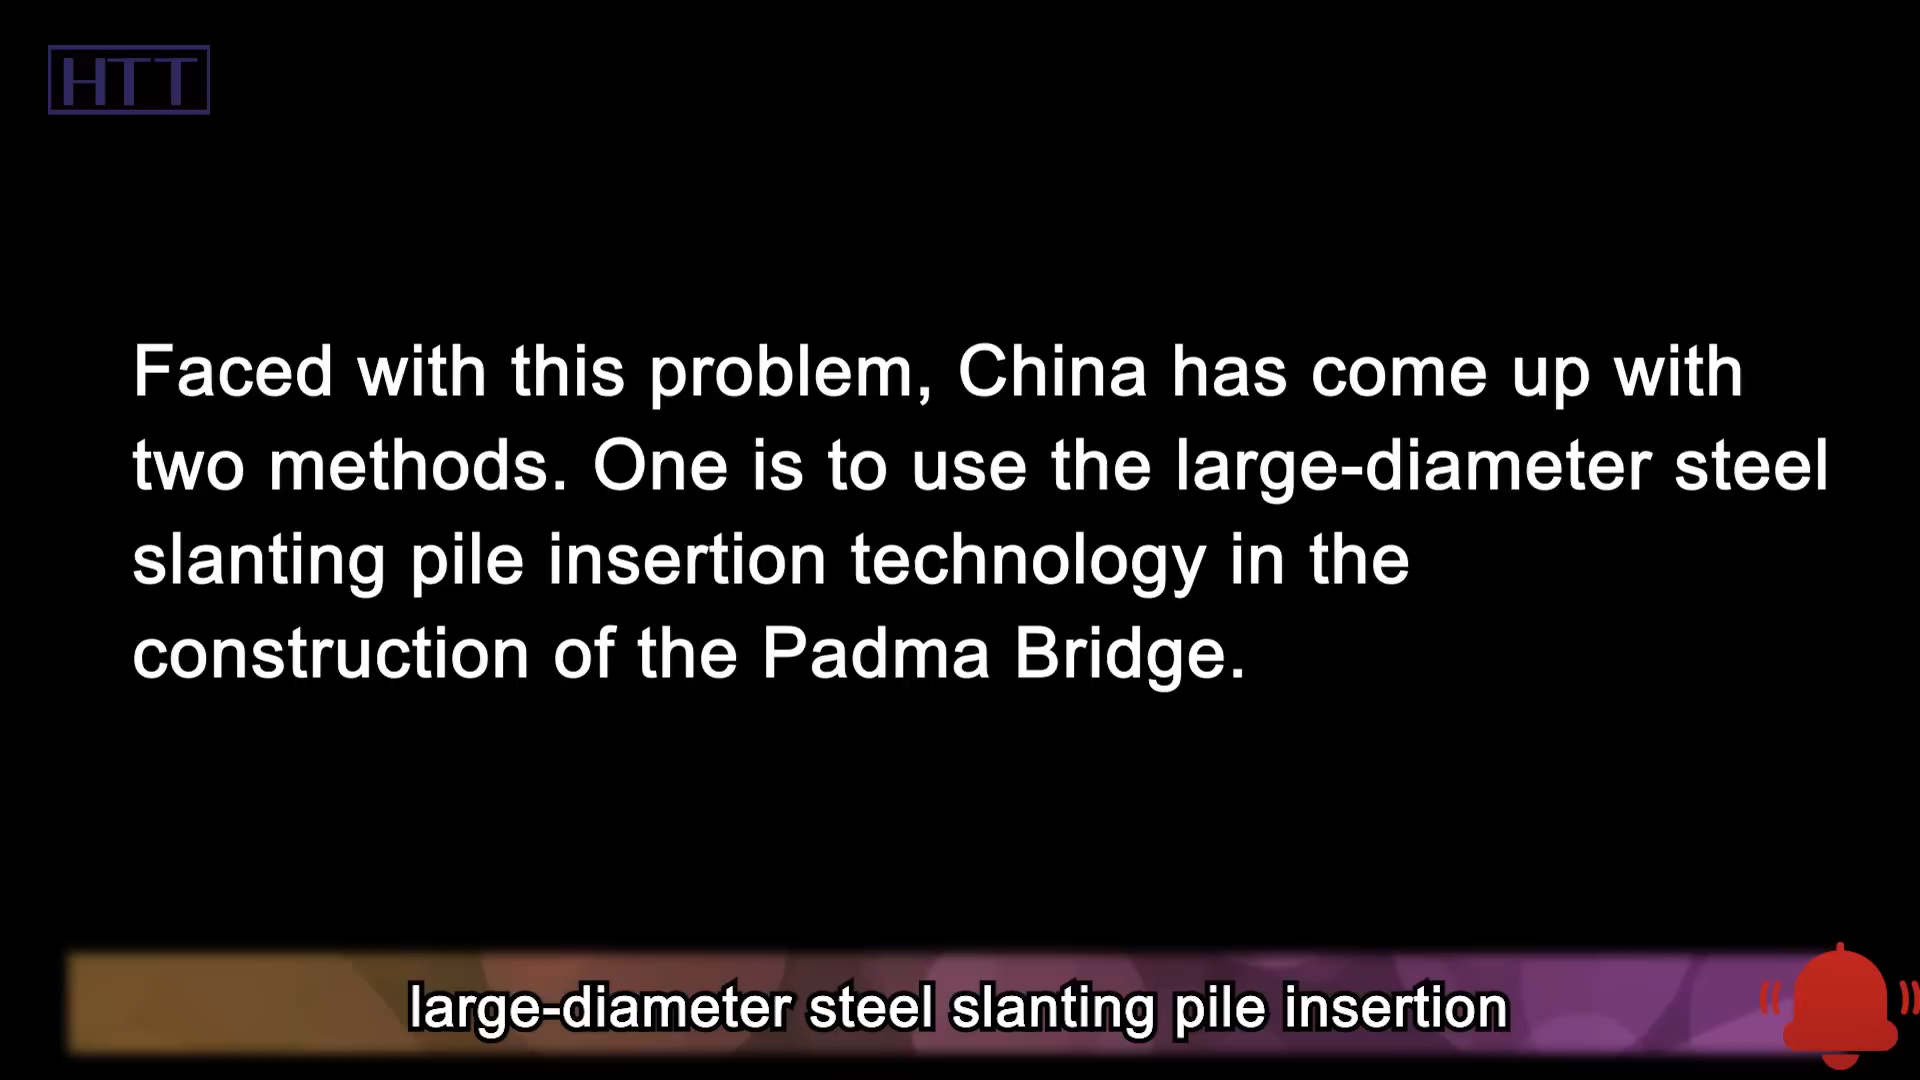 HTT
Faced with this problem, China has come up with
two methods. One is to use the large-diameter steel
slanting pile insertion technology in the
construction of the Padma Bridge.
large-diameter steel slanting pile insertion